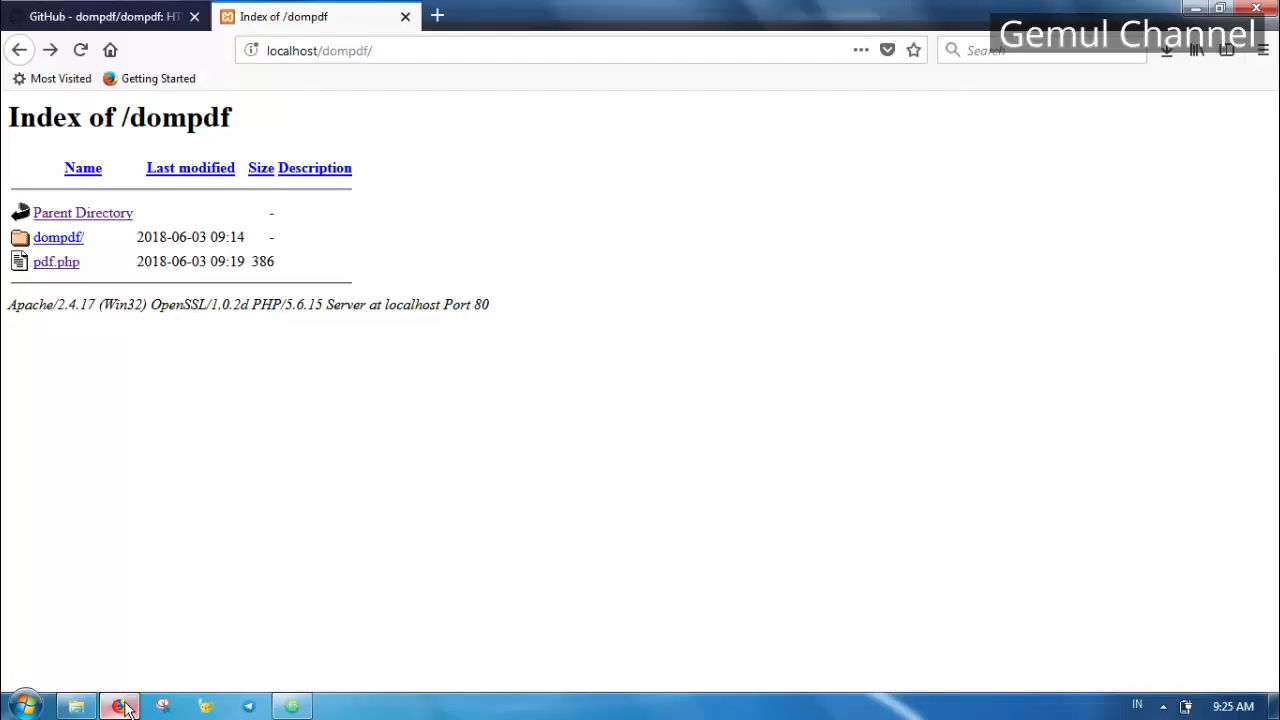 GitHub - dompdf/dompdf: HT
Index of /dompdf
Gemul Channel
localhost/dompdf/
Search
Most Visited
Getting Started
Index of /dompdf
Name Last modified Size Description
Parent Directory -
dompdf/ 2018-06-03 09:14 -
pdf.php 2018-06-03 09:19 386
Apache/2.4.17 (Win32) OpenSSL/1.0.2d PHP/5.6.15 Server at localhost Port 80
IN 9:25 AM